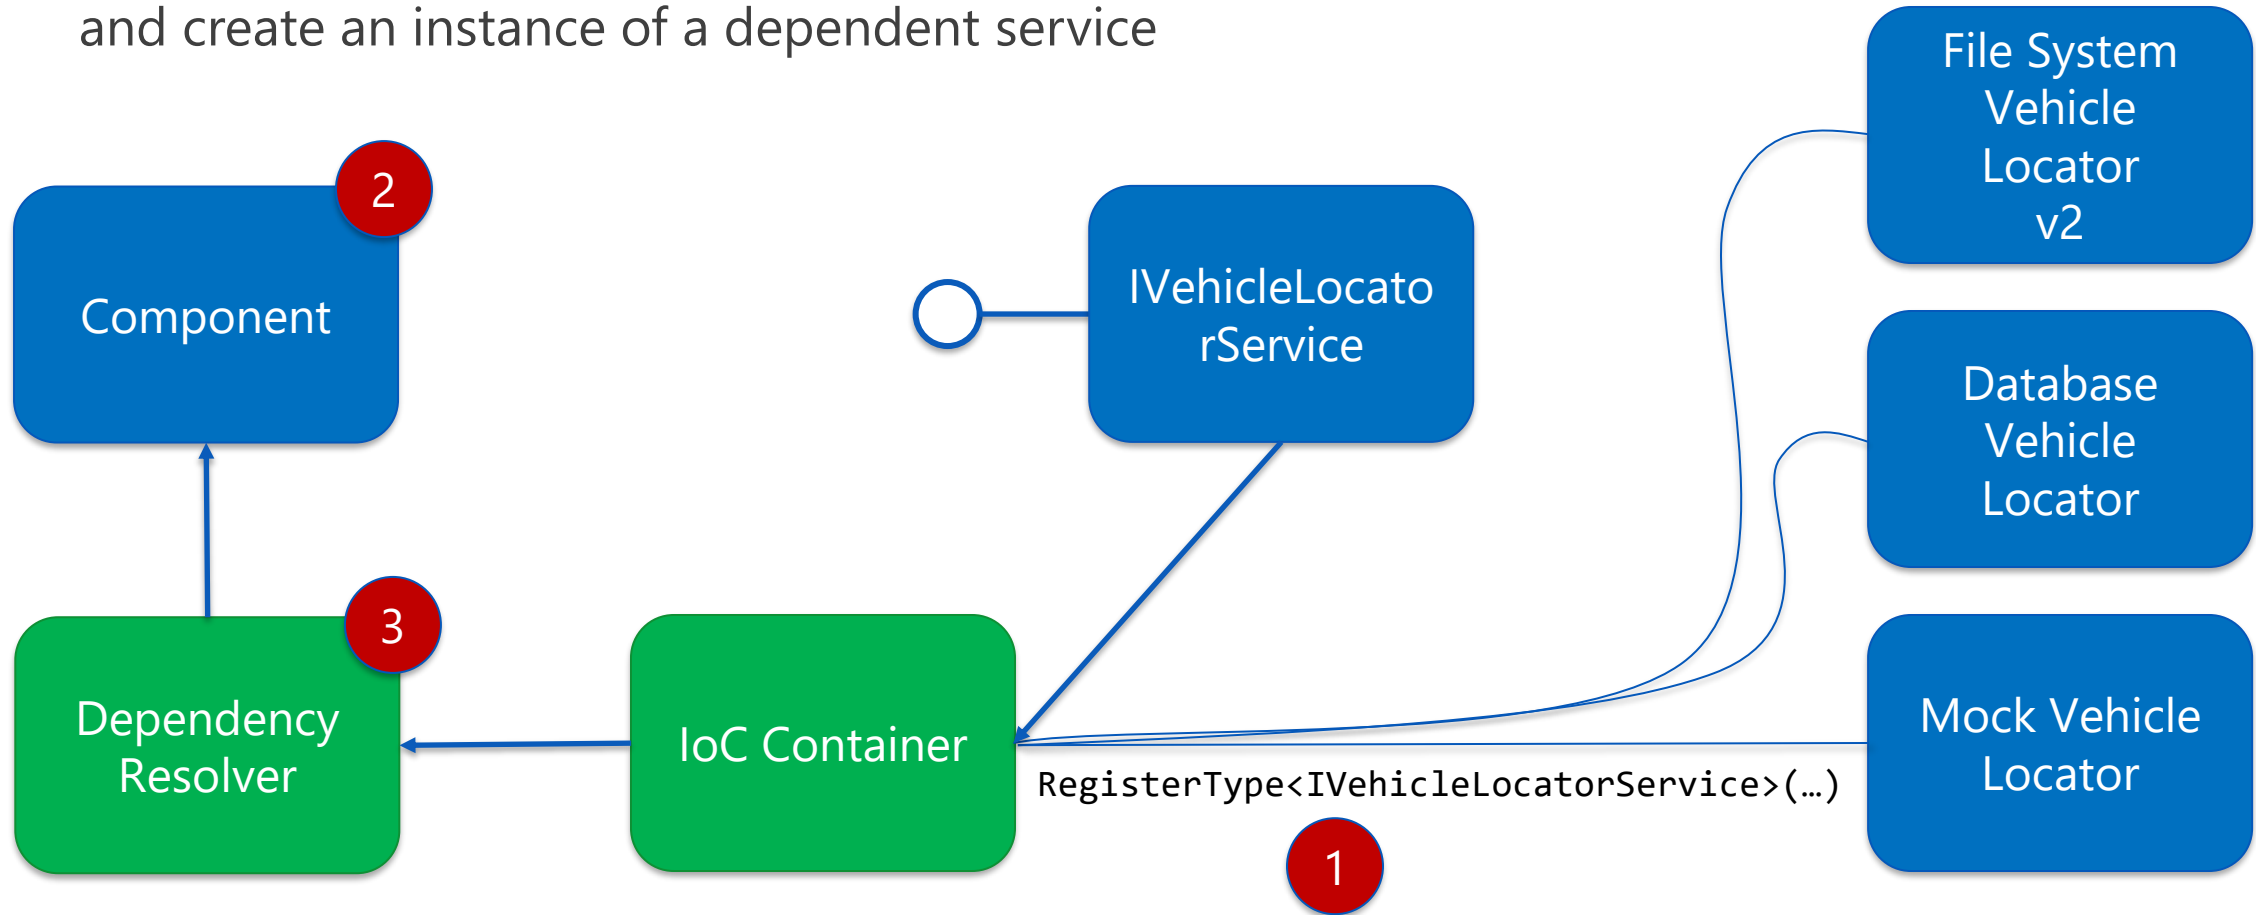 and create an instance of a dependent service
File System
Vehicle
Locator
v2
2
Component
IVehicleLocato
rService
Database
Vehicle
Locator
3
Dependency
Resolver
IoC Container
Mock Vehicle
Locator
RegisterType<IVehicleLocatorService>(…)
1